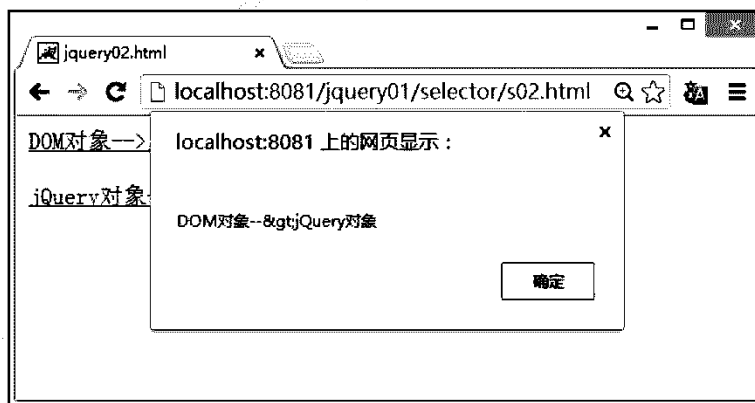 jquery02.html
localhost:8081/jquery01/selector/s02.html
DOM对象-->
localhost:8081 上的网页显示：
jQuery对象
DOM对象--&gt;jQuery对象
确定